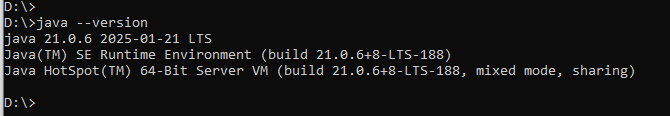 D:\>
D:\>java --version
java 21.0.6 2025-01-21 LTS
Java(TM) SE Runtime Environment (build 21.0.6+8-LTS-188)
Java HotSpot(TM) 64-Bit Server VM (build 21.0.6+8-LTS-188, mixed mode, sharing)
D:\>